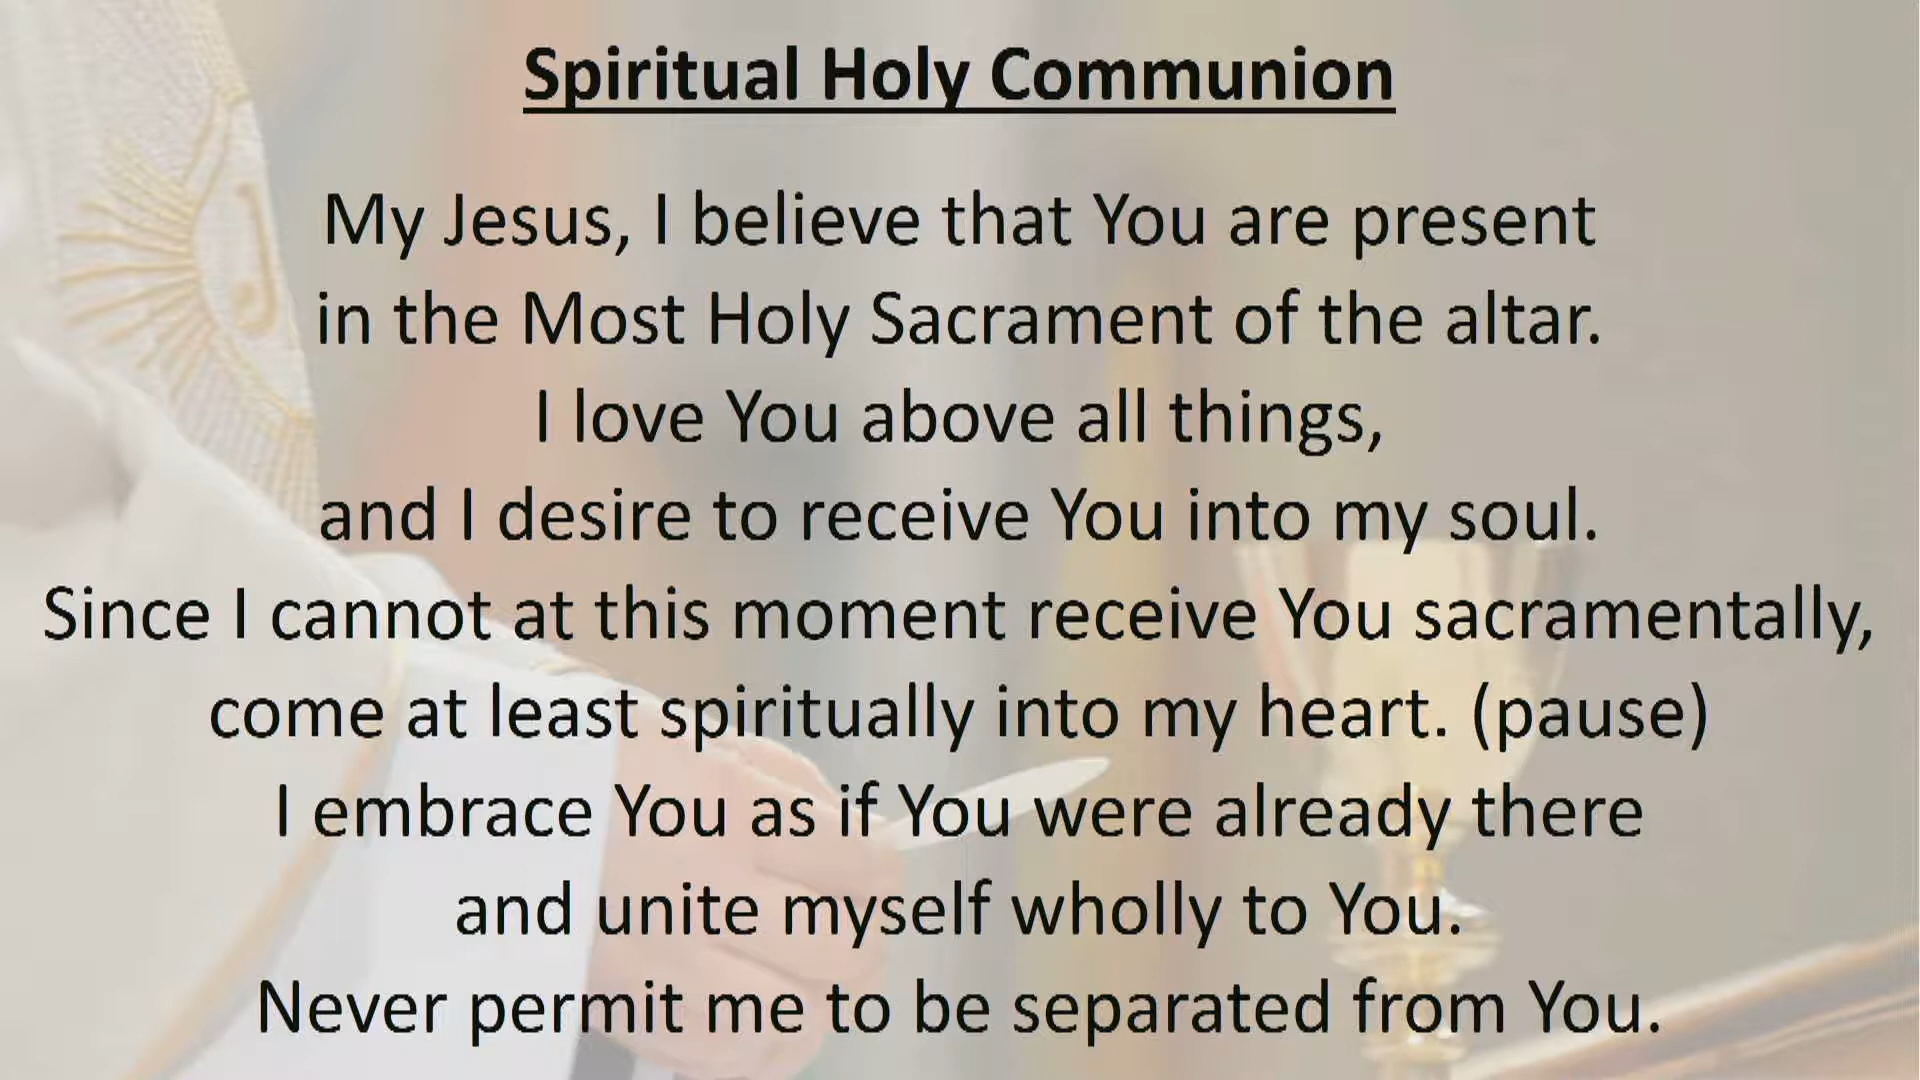 Spiritual Holy Communion
My Jesus, I believe that You are present
in the Most Holy Sacrament of the altar.
I love You above all things,
and I desire to receive You into my soul.
Since I cannot at this moment receive You sacramentally,
come at least spiritually into my heart. (pause)
I embrace You as if You were already there
and unite myself wholly to You.
Never permit me to be separated from You.